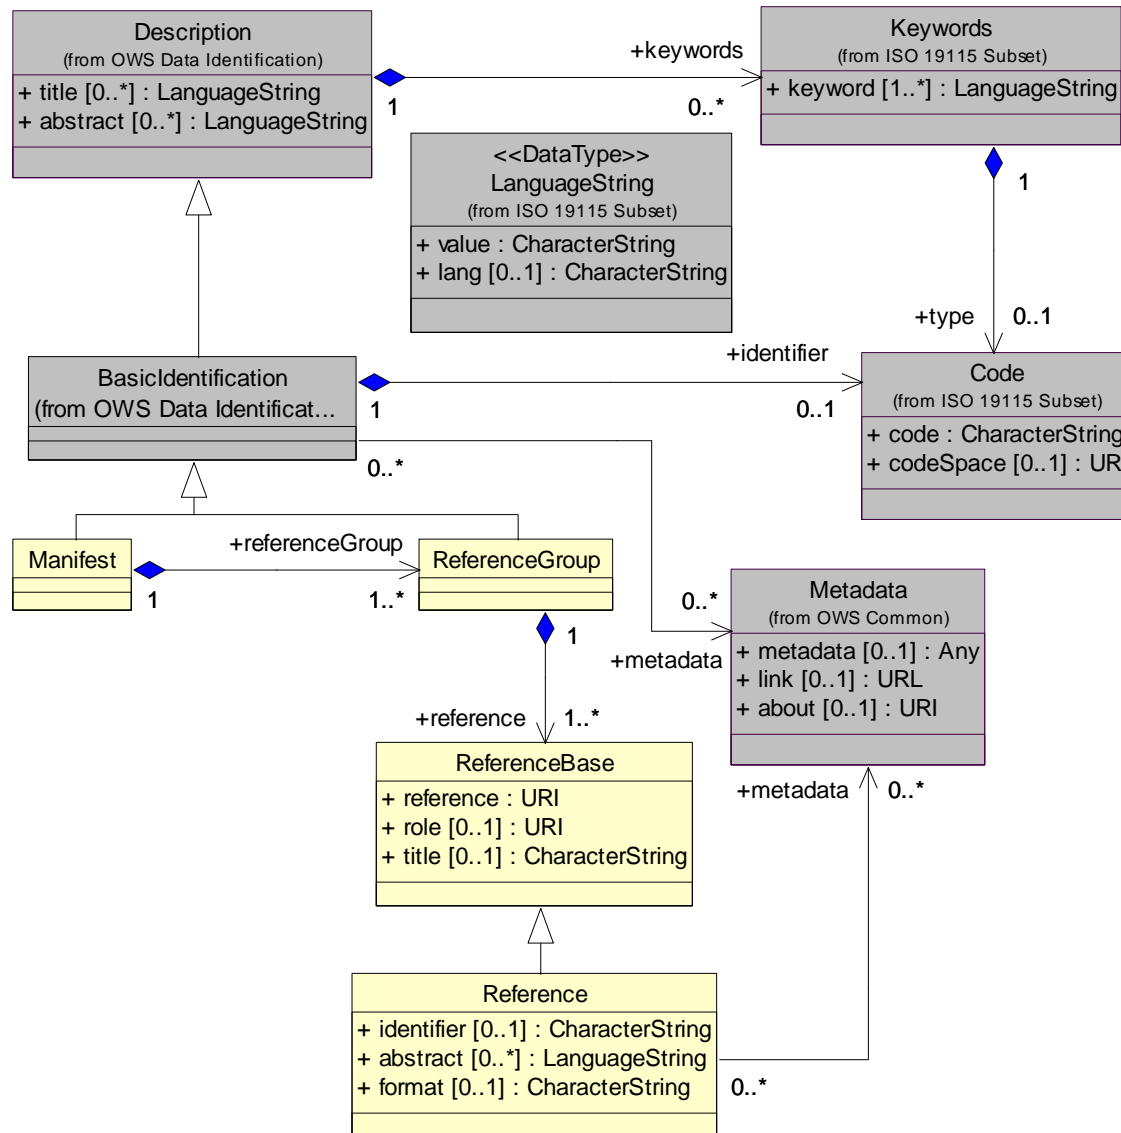 Description
(from OWS Data Identification)
+ title [0..*] : LanguageString
+ abstract [0..*] : LanguageString
+keywords
1
0..*
Keywords
(from ISO 19115 Subset)
+ keyword [1..*] : LanguageString
<<DataType>>
LanguageString
(from ISO 19115 Subset)
+ value : CharacterString
+ lang [0..1] : CharacterString
1
+type
0..1
BasicIdentification
(from OWS Data Identificat...
+identifier
1
0..1
Code
(from ISO 19115 Subset)
+ code : CharacterString
+ codeSpace [0..1] : UR
0..*
Manifest
+referenceGroup
1
1..*
ReferenceGroup
0..*
+metadata
Metadata
(from OWS Common)
+ metadata [0..1] : Any
+ link [0..1] : URL
+ about [0..1] : URI
1
+reference
1..*
ReferenceBase
+ reference : URI
+ role [0..1] : URI
+ title [0..1] : CharacterString
+metadata
0..*
Reference
+ identifier [0..1] : CharacterString
+ abstract [0..*] : LanguageString
+ format [0..1] : CharacterString
0..*